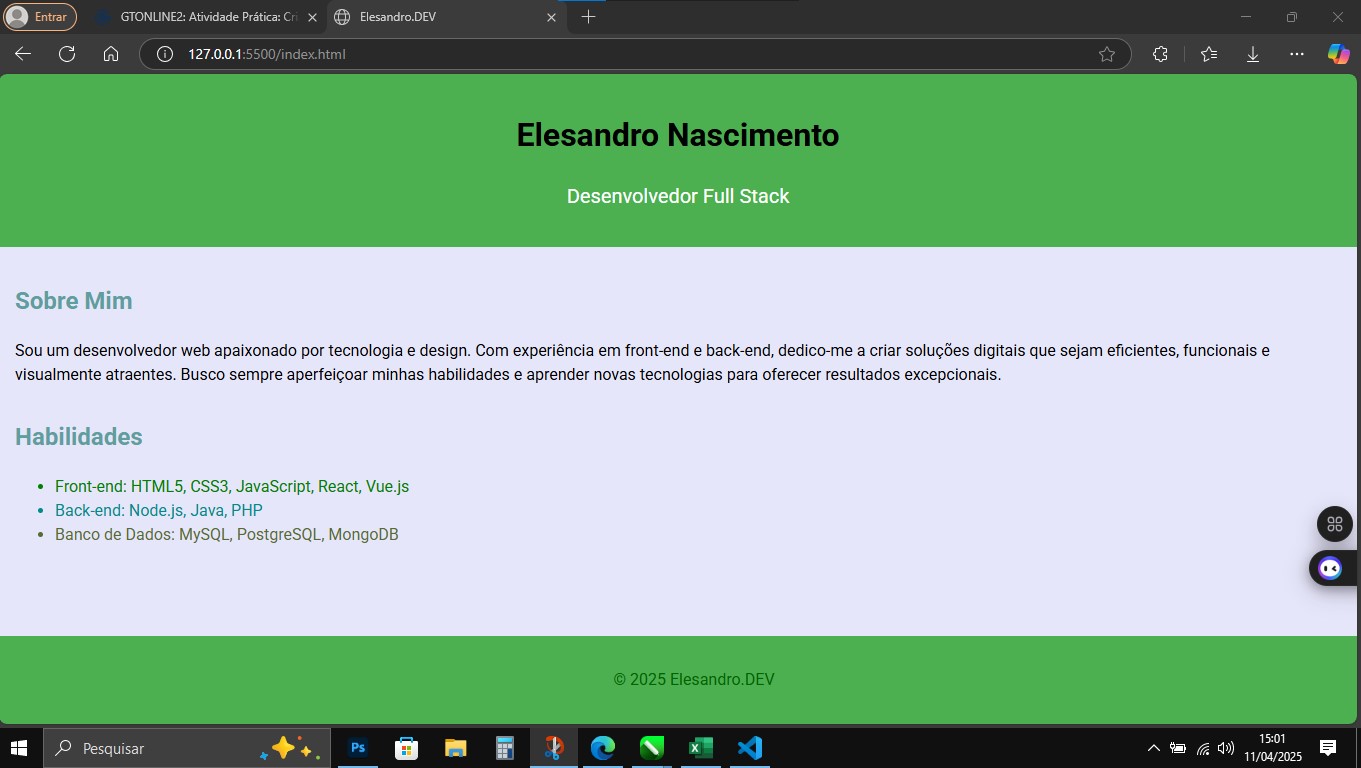 Entrar
GTONLINE2: Atividade Prática: Cri
Elesandro.DEV
127.0.0.1:5500/index.html
Elesandro Nascimento
Desenvolvedor Full Stack
Sobre Mim
Sou um desenvolvedor web apaixonado por tecnologia e design. Com experiência em front-end e back-end, dedico-me a criar soluções digitais que sejam eficientes, funcionais e
visualmente atraentes. Busco sempre aperfeiçoar minhas habilidades e aprender novas tecnologias para oferecer resultados excepcionais.
Habilidades
• Front-end: HTML5, CSS3, JavaScript, React, Vue.js
• Back-end: Node.js, Java, PHP
• Banco de Dados: MySQL, PostgreSQL, MongoDB
© 2025 Elesandro.DEV
Pesquisar
Ps
15:01
11/04/2025